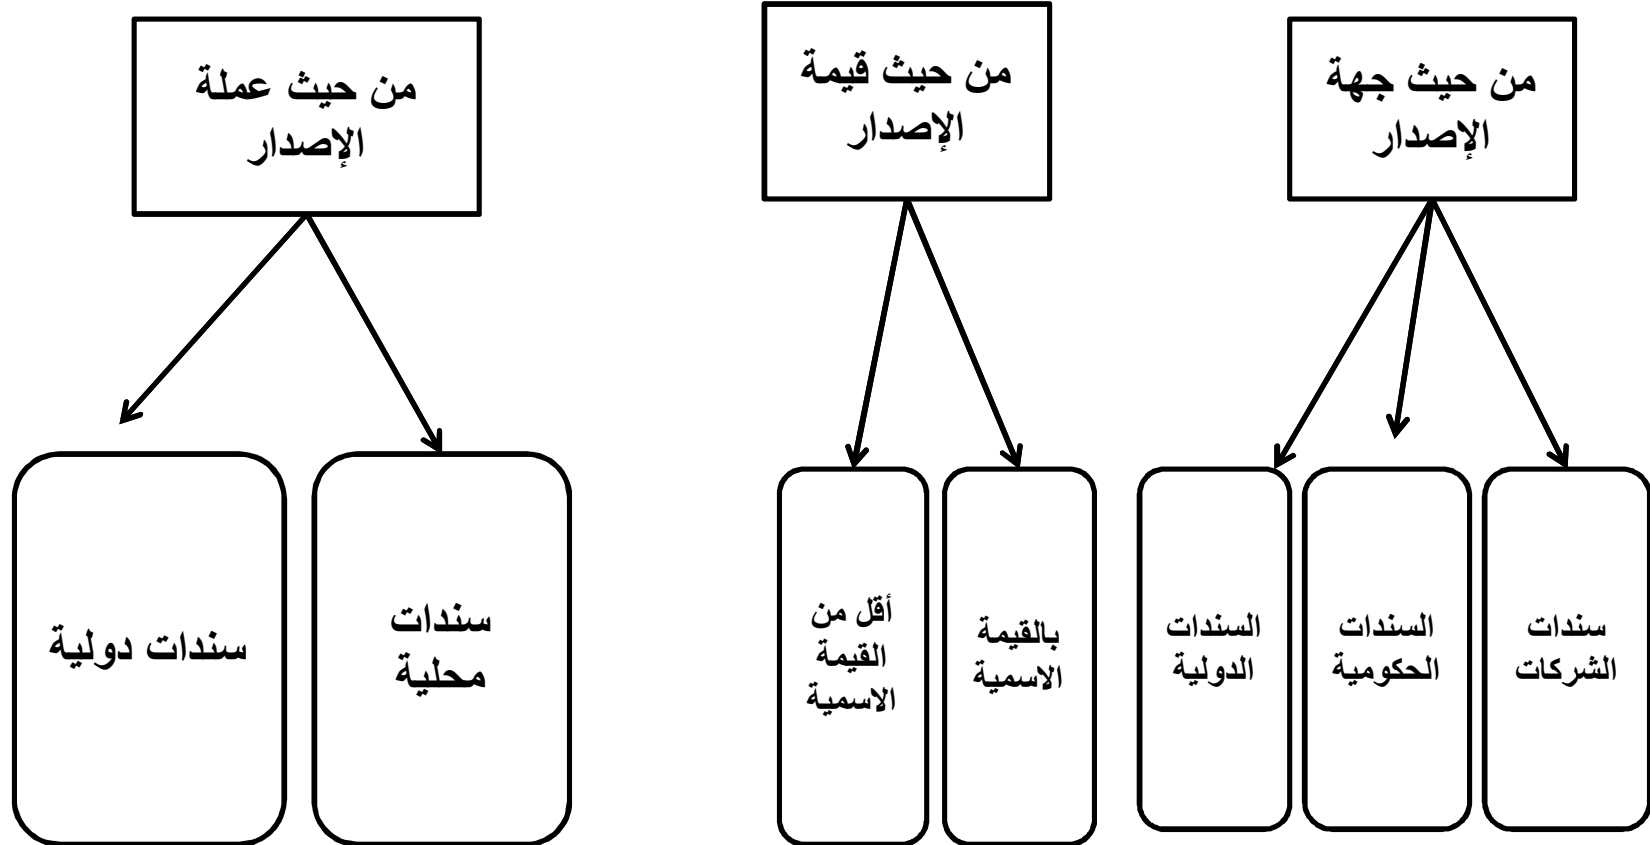 من حيث جهة
الإصدار
من حيث قيمة
الإصدار
من حيث عملة
الإصدار
سندات
الشركات
السندات
الحكومية
السندات
الدولية
بالقيمة
الاسمية
أقل من
القيمة
الاسمية
سندات
محلية
سندات دولية